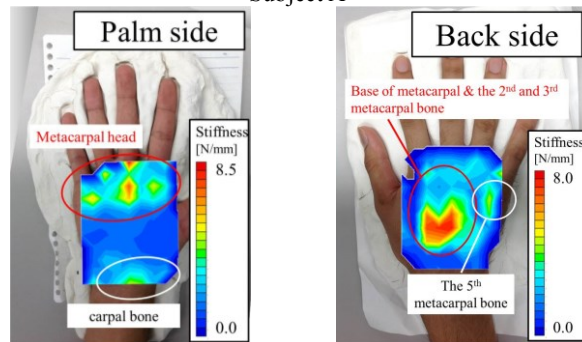 Subject A
Palm side
Metacarpal head
Stiffness
[N/mm]
8.5
0.0
carpal bone
Back side
Base of metacarpal & the 2nd and 3rd
metacarpal bone
Stiffness
[N/mm]
8.0
0.0
The 5th
metacarpal bone